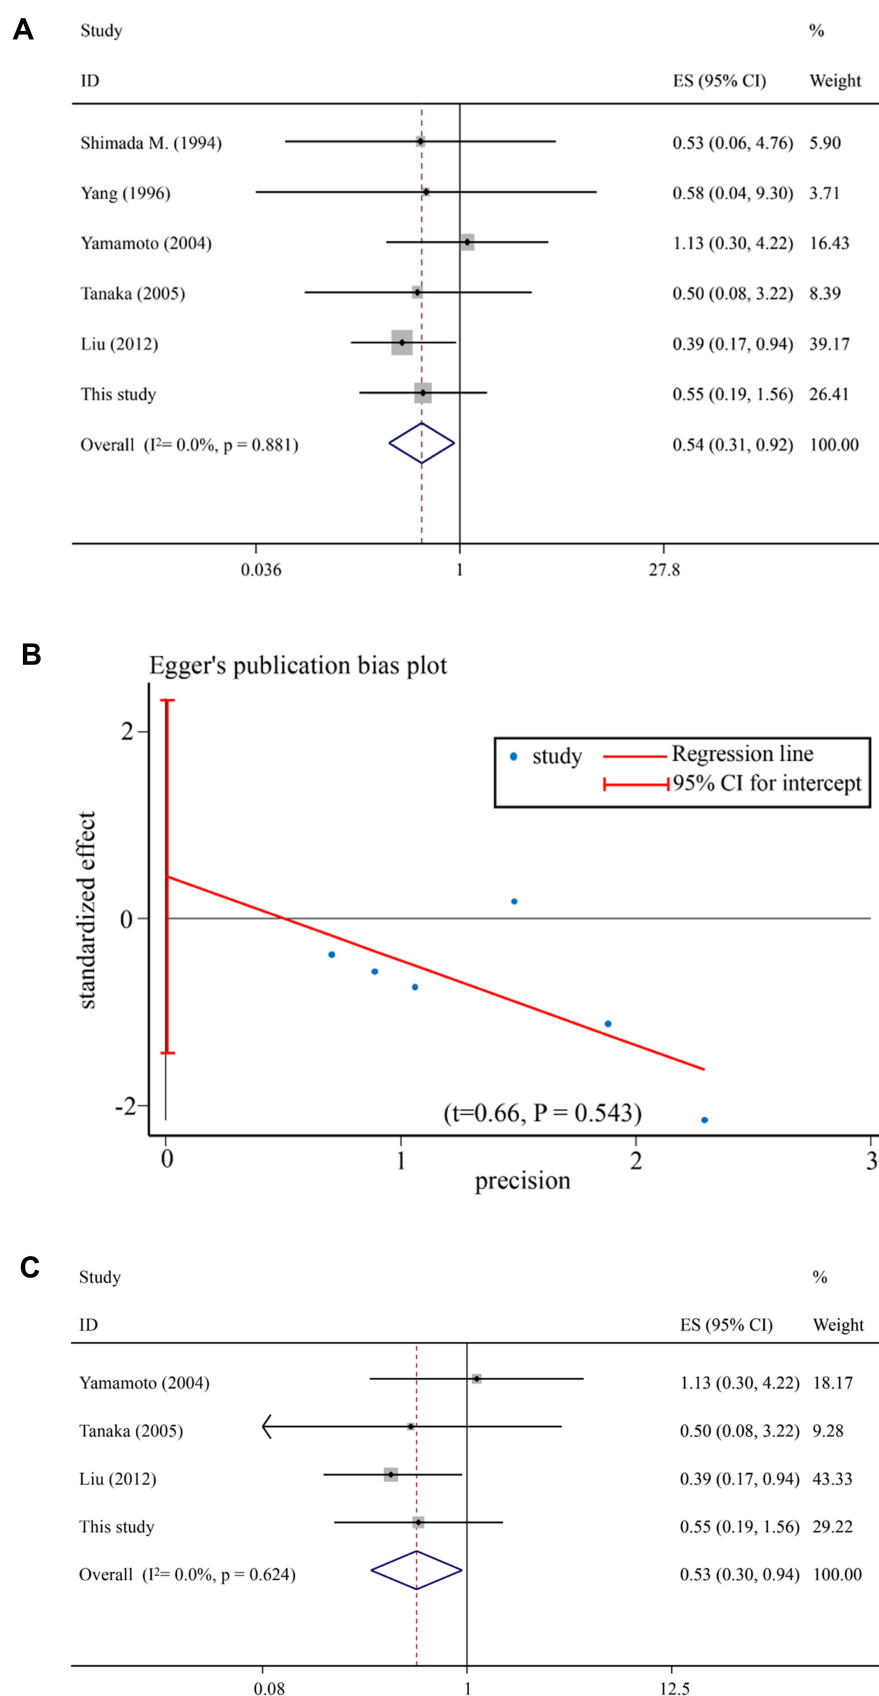 A
Study %
ID ES (95% CI) Weight
Shimada M. (1994) 0.53 (0.06, 4.76) 5.90
Yang (1996) 0.58 (0.04, 9.30) 3.71
Yamamoto (2004) 1.13 (0.30, 4.22) 16.43
Tanaka (2005) 0.50 (0.08, 3.22) 8.39
Liu (2012) 0.39 (0.17, 0.94) 39.17
This study 0.55 (0.19, 1.56) 26.41
Overall (I²= 0.0%, p = 0.881) 0.54 (0.31, 0.92) 100.00
0.036 1 27.8
B
Egger's publication bias plot
study Regression line
95% CI for intercept
standardized effect
2
0
-2
(t=0.66, P = 0.543)
0 1 2 3
precision
C
Study %
ID ES (95% CI) Weight
Yamamoto (2004) 1.13 (0.30, 4.22) 18.17
Tanaka (2005) 0.50 (0.08, 3.22) 9.28
Liu (2012) 0.39 (0.17, 0.94) 43.33
This study 0.55 (0.19, 1.56) 29.22
Overall (I²= 0.0%, p = 0.624) 0.53 (0.30, 0.94) 100.00
0.08 1 12.5